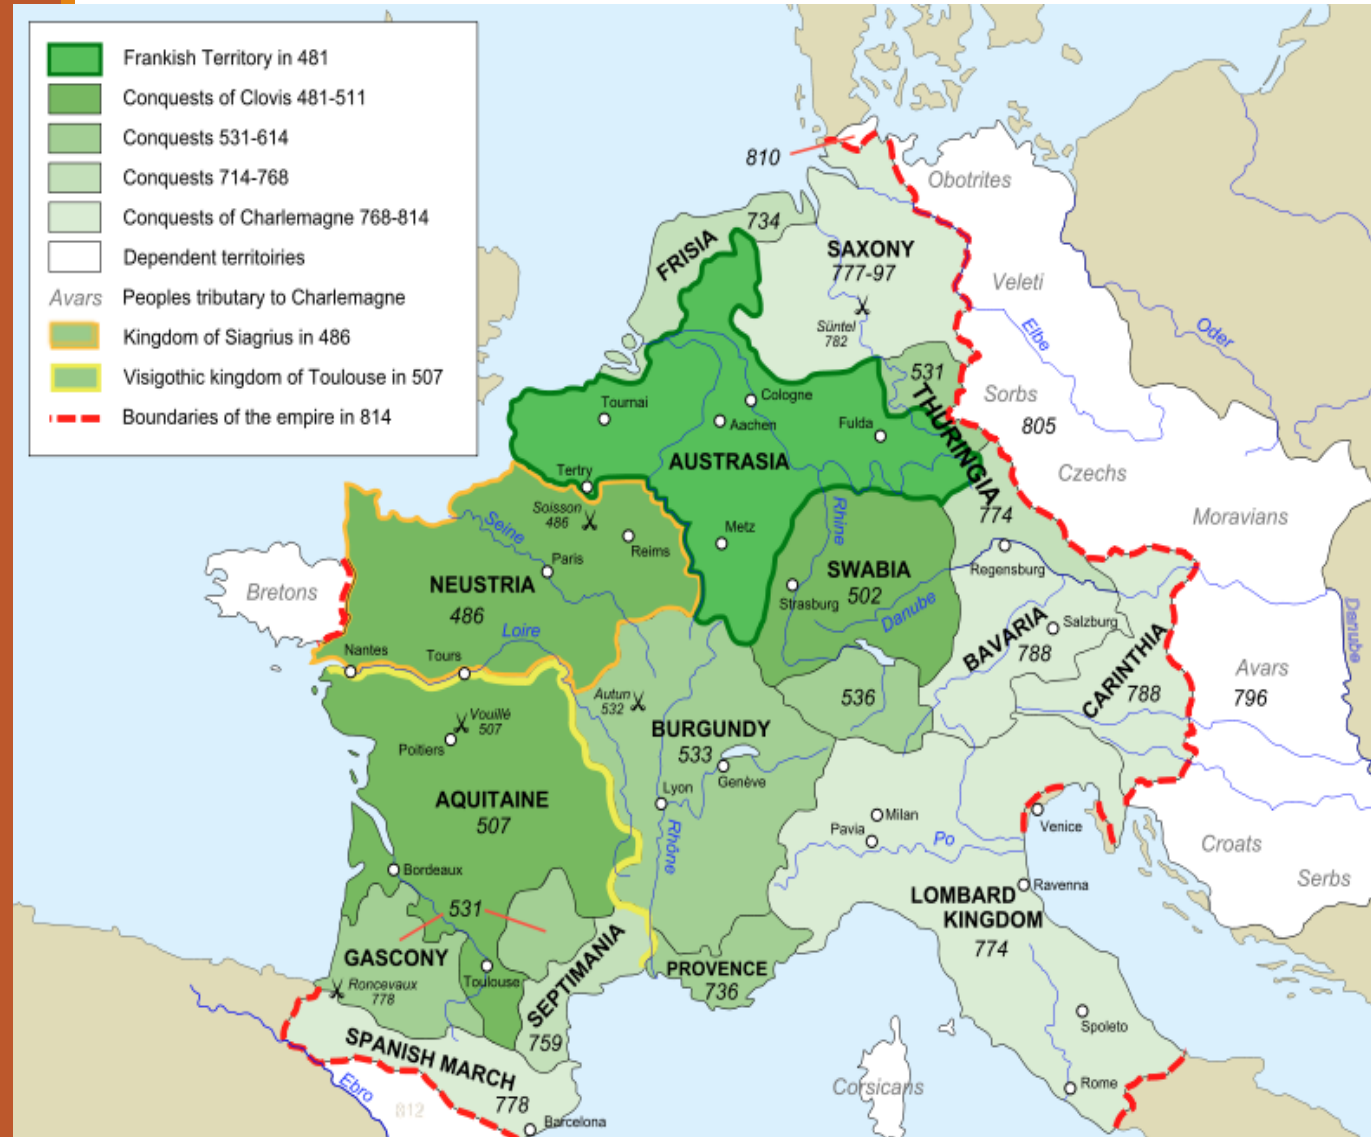 Frankish Territory in 481
Conquests of Clovis 481-511
Conquests 531-614
Conquests 714-768
Conquests of Charlemagne 768-814
Dependent territoiries
Avars Peoples tributary to Charlemagne
Kingdom of Siagrius in 486
Visigothic kingdom of Toulouse in 507
Boundaries of the empire in 814
810
Obotrites
734
FRISIA
SAXONY
777-97
Süntel
782
Veleti
Elbe
Oder
531
THURINGIA
Sorbs
805
Czechs
Moravians
Tournai
Cologne
Aachen
Fulda
AUSTRASIA
Tertry
Soisson
486
Reims
Metz
Rhine
774
Seine
Paris
NEUSTRIA
486
Bretons
Loire
Nantes
Tours
SWABIA
502
Strasburg
Danube
Regensburg
Salzburg
BAVARIA
788
CARINTHIA
788
Avars
796
Danube
Autun
532
536
Vouillé
507
Poitiers
BURGUNDY
533
Genève
Lyon
Rhône
AQUITAINE
507
Bordeaux
Milan
Pavia
Po
Venice
Croats
Serbs
Ravenna
LOMBARD
KINGDOM
774
531
GASCONY
Roncevaux
778
Toulouse
SEPTIMANIA
759
PROVENCE
736
Spoleto
Rome
Corsicans
SPANISH MARCH
778
Ebro
812
Barcelona